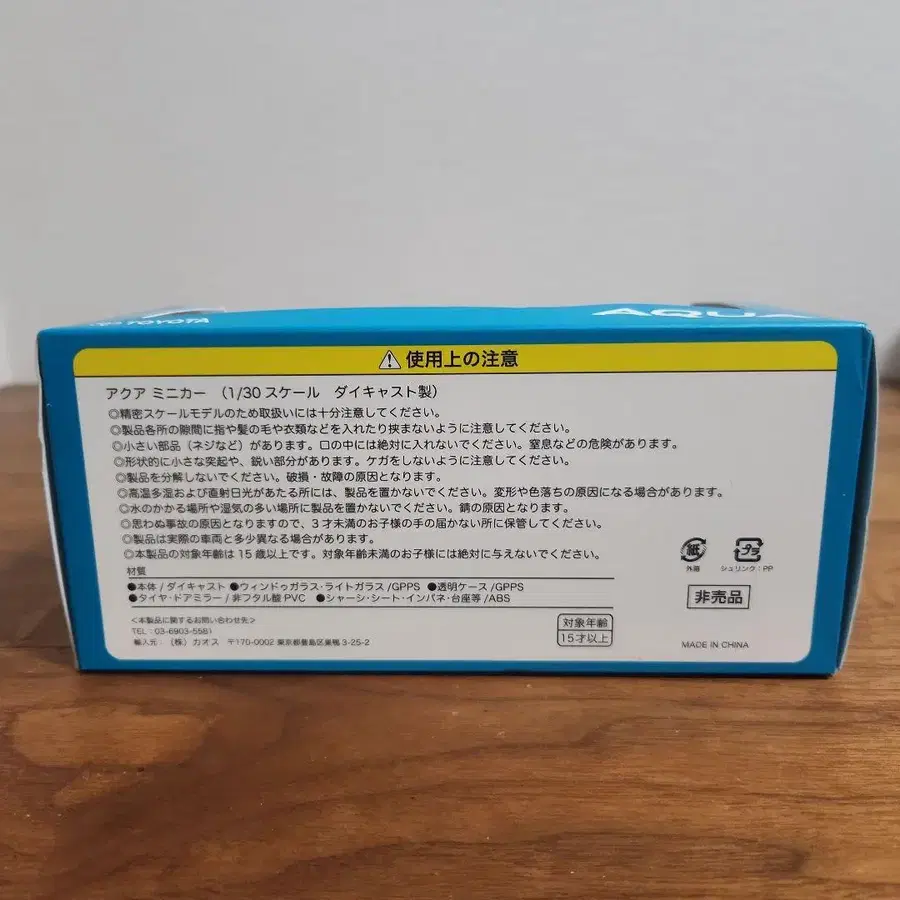 TOYOTA
AQUA
使用上の注意
アクア ミニカー （1/30 スケール ダイキャスト製）
◎精密スケールモデルのため取扱いには十分注意してください。
◎製品各所の隙間に指や髪の毛や衣類などを入れたり挟まないように注意してください。
◎小さい部品（ネジなど）があります。口の中には絶対に入れないでください。窒息などの危険があります。
◎形状的に小さな突起や、鋭い部分があります。ケガをしないように注意してください。
◎製品を分解しないでください。破損・故障の原因となります。
◎高温多湿および直射日光があたる所には、製品を置かないでください。変形や色落ちの原因になる場合があります。
◎水のかかる場所や湿気の多い場所に製品を置かないでください。錆の原因となります。
◎思わぬ事故の原因となりますので、3才未満のお子様の手の届かない所に保管してください。
◎製品は実際の車両と多少異なる場合があります。
◎本製品の対象年齢は15歳以上です。対象年齢未満のお子様には絶対に与えないでください。
材質
●本体/ダイキャスト ●ウィンドゥガラス・ライトガラス/GPPS ●透明ケース/GPPS
●タイヤ・ドアミラー/非フタル酸PVC ●シャーシ・シート・インパネ・台座等/ABS
＜本製品に関するお問い合わせ先＞
TEL：03-6903-5581
輸入元：（株）カオス 〒170-0002 東京都豊島区巣鴨3-25-2
対象年齢
15才以上
紙
外箱
プラ
シュリンク：PP
非売品
MADE IN CHINA